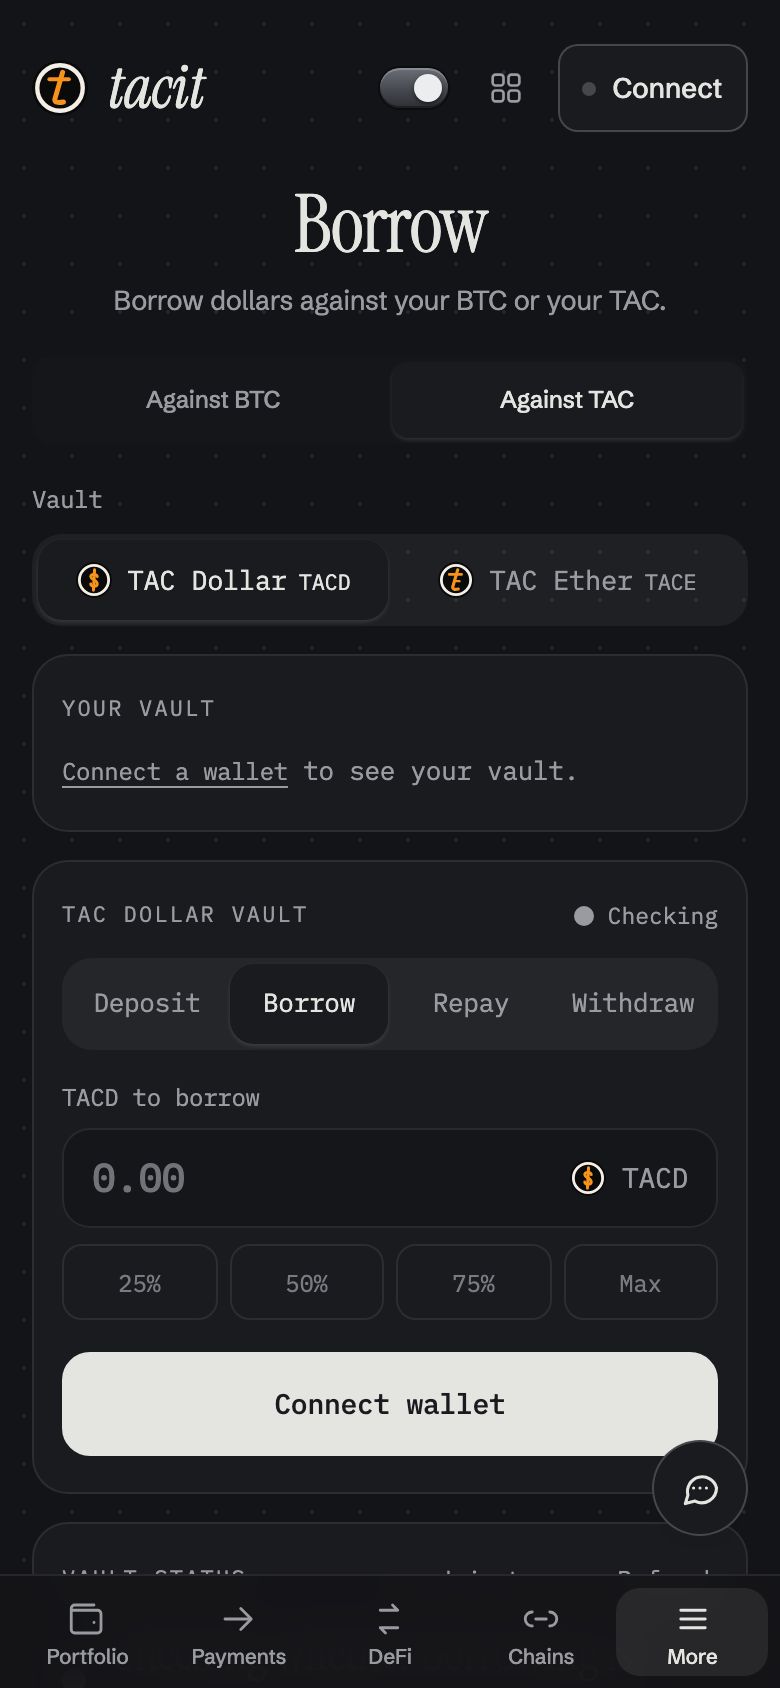 tacit
Connect
Borrow
Borrow dollars against your BTC or your TAC.
Against BTC
Against TAC
Vault
TAC Dollar TACD
TAC Ether TACE
YOUR VAULT
Connect a wallet to see your vault.
TAC DOLLAR VAULT
Checking
Deposit
Borrow
Repay
Withdraw
TACD to borrow
0.00
TACD
25%
50%
75%
Max
Connect wallet
VAULT STATUS
Portfolio
Payments
DeFi
Chains
More